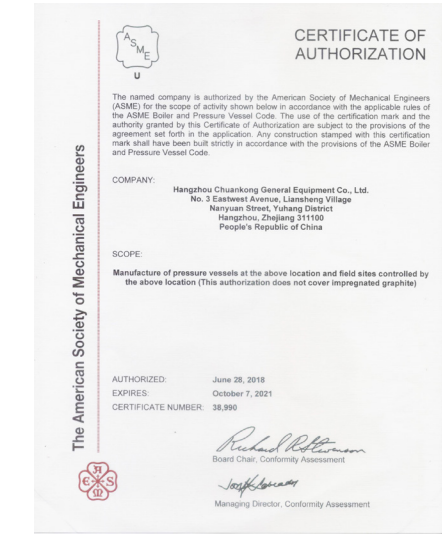 ASME
U
CERTIFICATE OF
AUTHORIZATION
The named company is authorized by the American Society of Mechanical Engineers
(ASME) for the scope of activity shown below in accordance with the applicable rules of
the ASME Boiler and Pressure Vessel Code. The use of the certification mark and the
authority granted by this Certificate of Authorization are subject to the provisions of the
agreement set forth in the application. Any construction stamped with this certification
mark shall have been built strictly in accordance with the provisions of the ASME Boiler
and Pressure Vessel Code.
COMPANY:
Hangzhou Chuankong General Equipment Co., Ltd.
No. 3 Eastwest Avenue, Liansheng Village
Nanyuan Street, Yuhang District
Hangzhou, Zhejiang 311100
People's Republic of China
SCOPE:
Manufacture of pressure vessels at the above location and field sites controlled by
the above location (This authorization does not cover impregnated graphite)
AUTHORIZED: June 28, 2018
EXPIRES: October 7, 2021
CERTIFICATE NUMBER: 38,990
Board Chair, Conformity Assessment
Managing Director, Conformity Assessment
The American Society of Mechanical Engineers